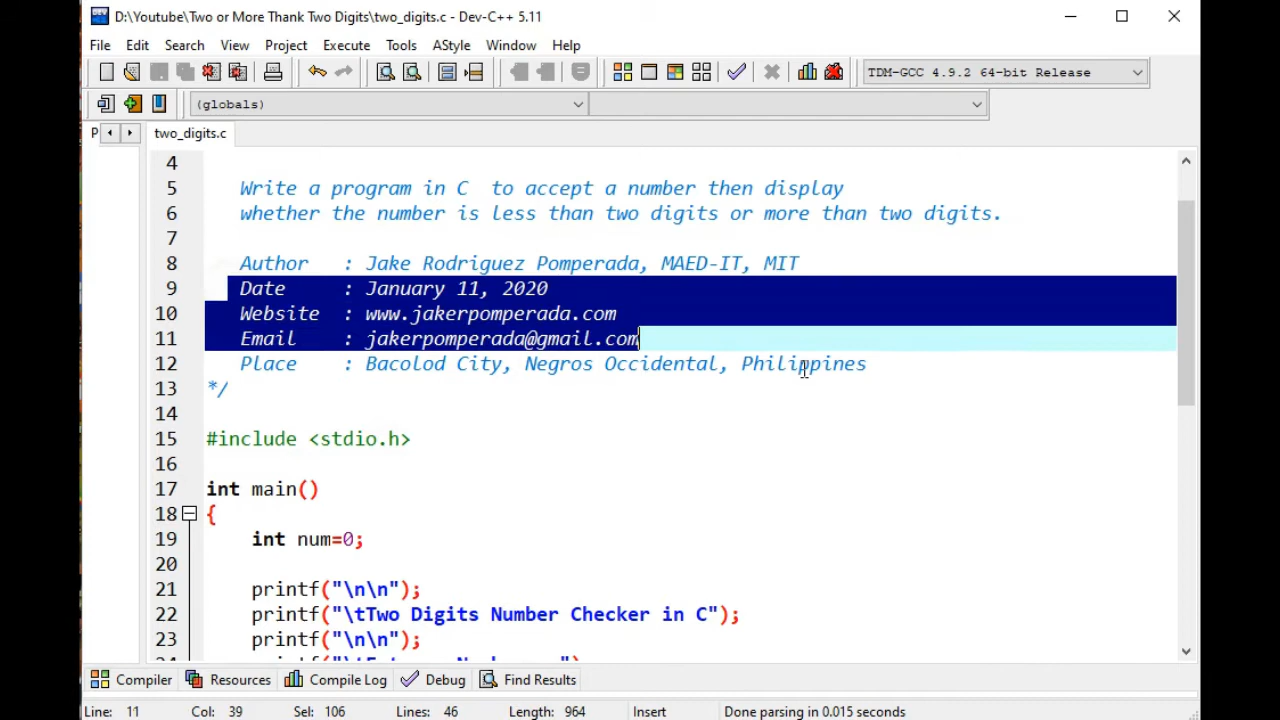 D:\Youtube\Two or More Thank Two Digits\two_digits.c - Dev-C++ 5.11
File Edit Search View Project Execute Tools AStyle Window Help
TDM-GCC 4.9.2 64-bit Release
(globals)
P two_digits.c
4
5 Write a program in C to accept a number then display
6 whether the number is less than two digits or more than two digits.
7
8 Author : Jake Rodriguez Pomperada, MAED-IT, MIT
9 Date : January 11, 2020
10 Website : www.jakerpomperada.com
11 Email : jakerpomperada@gmail.com
12 Place : Bacolod City, Negros Occidental, Philippines
13 */
14
15 #include <stdio.h>
16
17 int main()
18 {
19 int num=0;
20
21 printf("\n\n");
22 printf("\tTwo Digits Number Checker in C");
23 printf("\n\n");
Compiler Resources Compile Log Debug Find Results
Line: 11 Col: 39 Sel: 106 Lines: 46 Length: 964 Insert Done parsing in 0.015 seconds